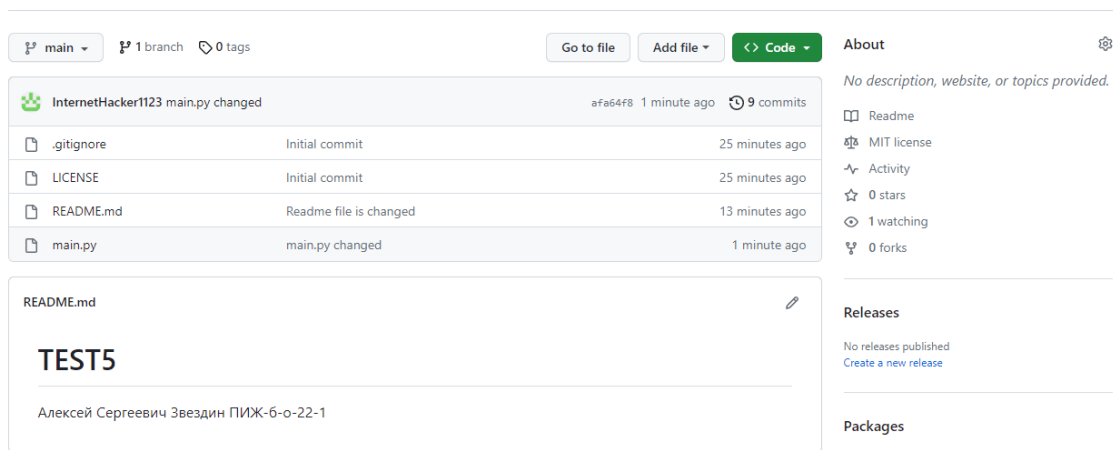 main 1 branch 0 tags Go to file Add file Code
InternetHacker1123 main.py changed afa64f8 1 minute ago 9 commits
.gitignore Initial commit 25 minutes ago
LICENSE Initial commit 25 minutes ago
README.md Readme file is changed 13 minutes ago
main.py main.py changed 1 minute ago
README.md
TEST5
Алексей Сергеевич Звездин ПИЖ-б-о-22-1
About
No description, website, or topics provided.
Readme
MIT license
Activity
0 stars
1 watching
0 forks
Releases
No releases published
Create a new release
Packages